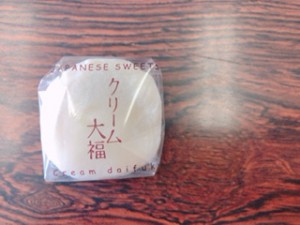 JAPANESE SWEETS
クリーム
大福
cream daifuku